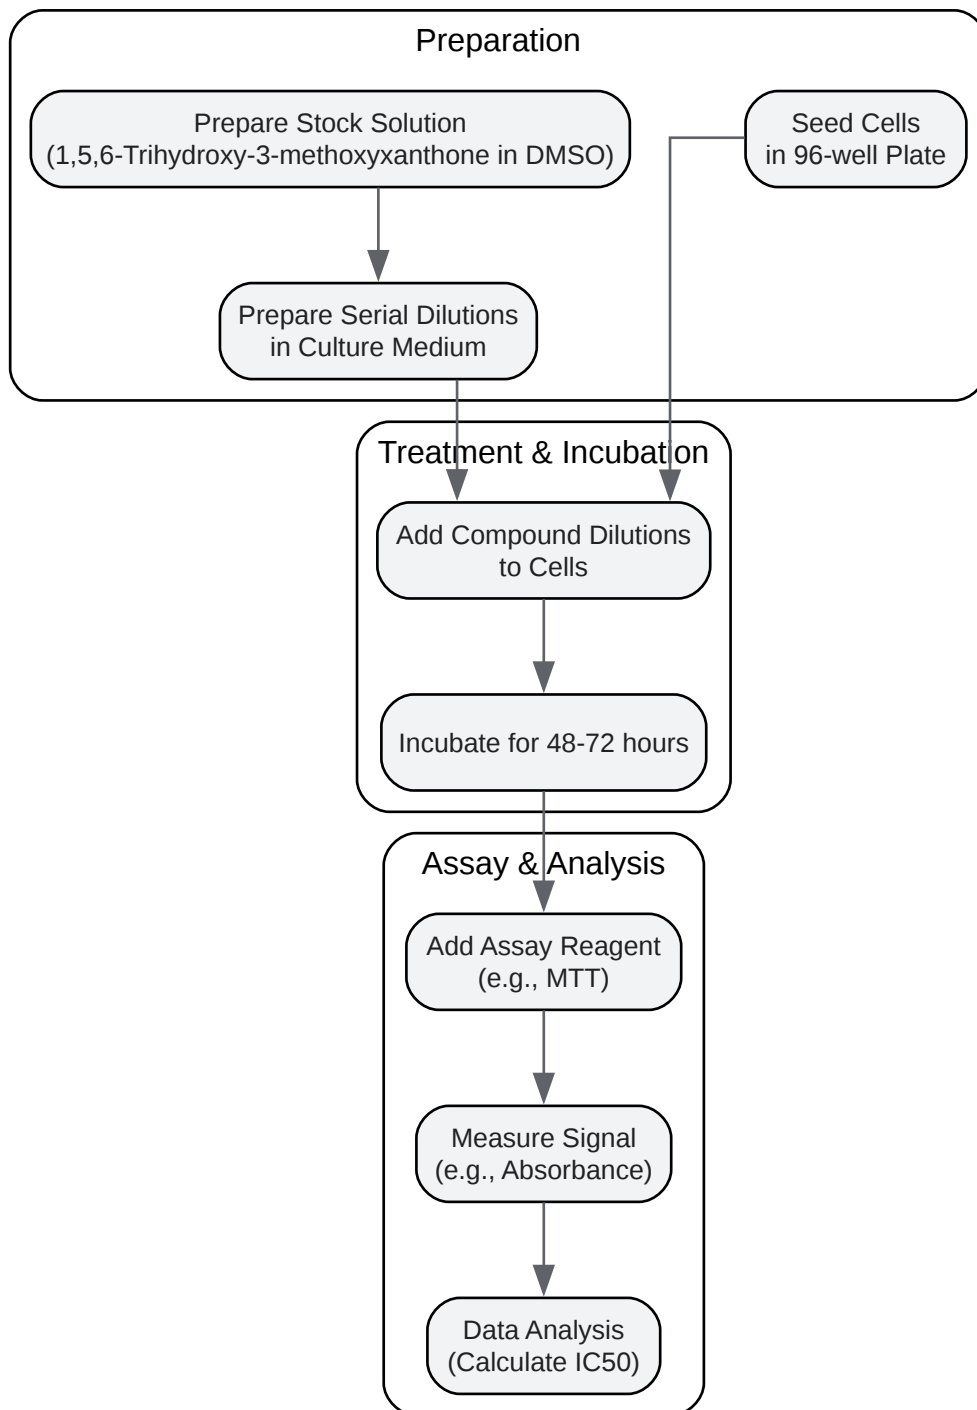 Preparation
Prepare Stock Solution
(1,5,6-Trihydroxy-3-methoxyxanthone in DMSO)
Seed Cells
in 96-well Plate
Prepare Serial Dilutions
in Culture Medium
Treatment & Incubation
Add Compound Dilutions
to Cells
Incubate for 48-72 hours
Assay & Analysis
Add Assay Reagent
(e.g., MTT)
Measure Signal
(e.g., Absorbance)
Data Analysis
(Calculate IC50)